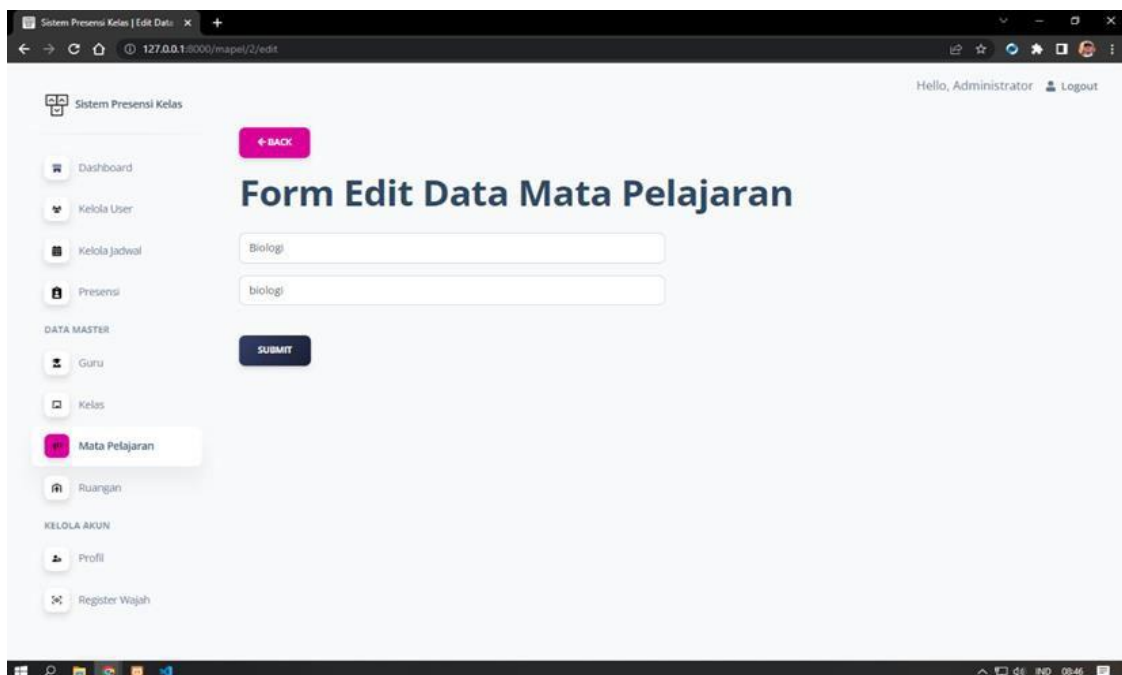 Sistem Presensi Kelas | Edit Data
127.0.0.1:8000/mapel/2/edit
Hello, Administrator Logout
Sistem Presensi Kelas
BACK
Dashboard
Form Edit Data Mata Pelajaran
Kelola User
Biologi
Kelola Jadwal
biologi
Presensi
DATA MASTER
SUBMIT
Guru
Kelas
Mata Pelajaran
Ruangan
KELOLA AKUN
Profil
Register Wajah
IND 08:46